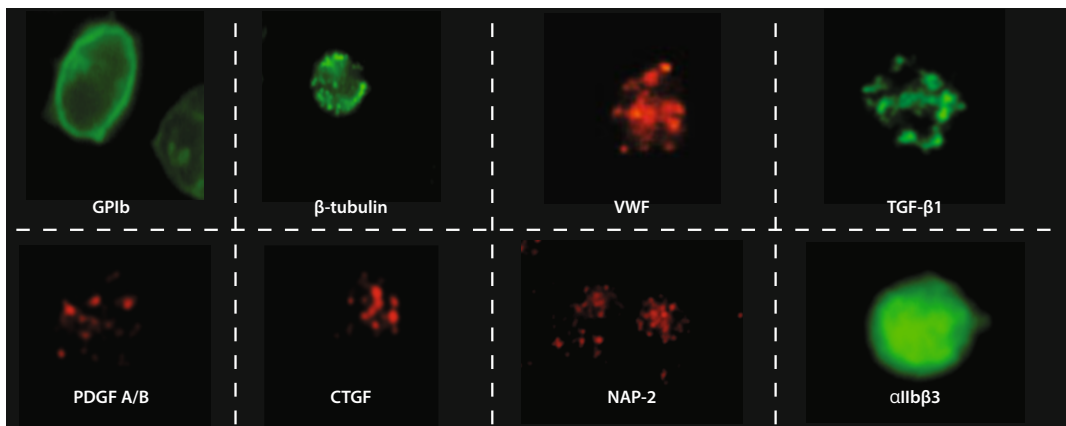 GPIb
β-tubulin
VWF
TGF-β1
PDGF A/B
CTGF
NAP-2
αIIbβ3